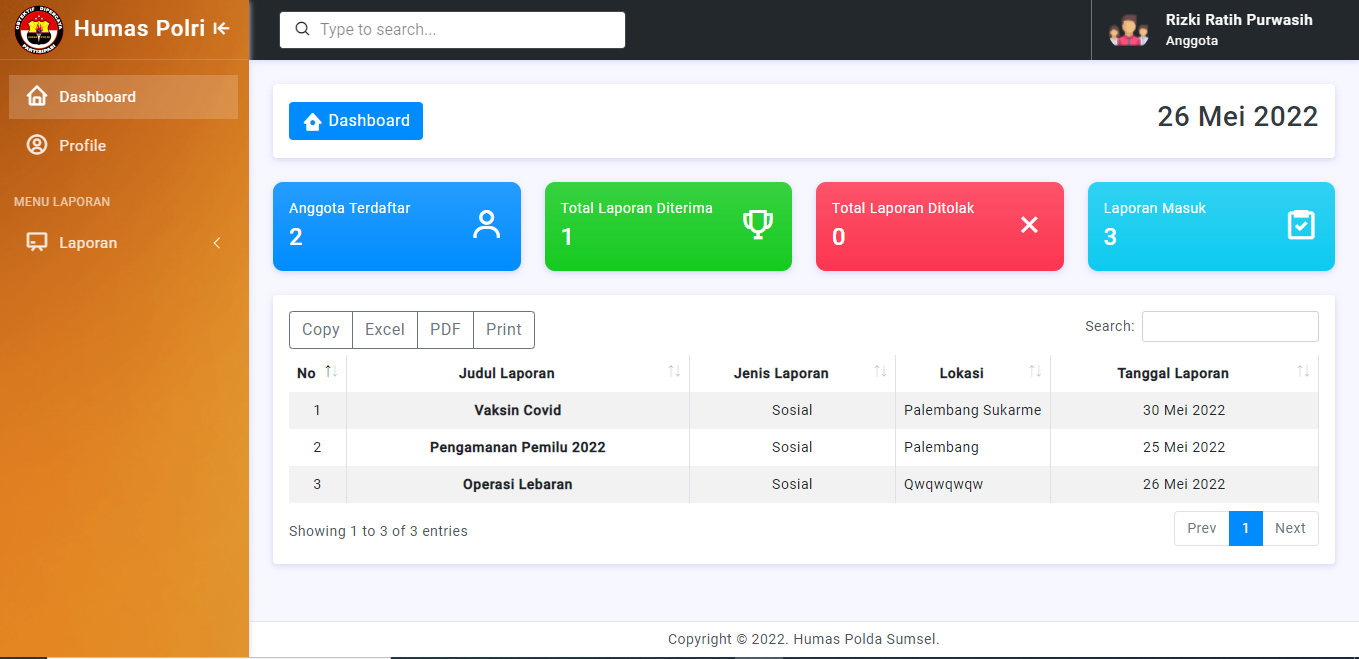 Humas Polri
Type to search...
Rizki Ratih Purwasih
Anggota
Dashboard
Profile
MENU LAPORAN
Laporan
Dashboard
26 Mei 2022
Anggota Terdaftar
2
Total Laporan Diterima
1
Total Laporan Ditolak
0
Laporan Masuk
3
Copy Excel PDF Print
Search:
No Judul Laporan Jenis Laporan Lokasi Tanggal Laporan
1 Vaksin Covid Sosial Palembang Sukarme 30 Mei 2022
2 Pengamanan Pemilu 2022 Sosial Palembang 25 Mei 2022
3 Operasi Lebaran Sosial Qwqwqwqw 26 Mei 2022
Showing 1 to 3 of 3 entries
Prev 1 Next
Copyright © 2022. Humas Polda Sumsel.